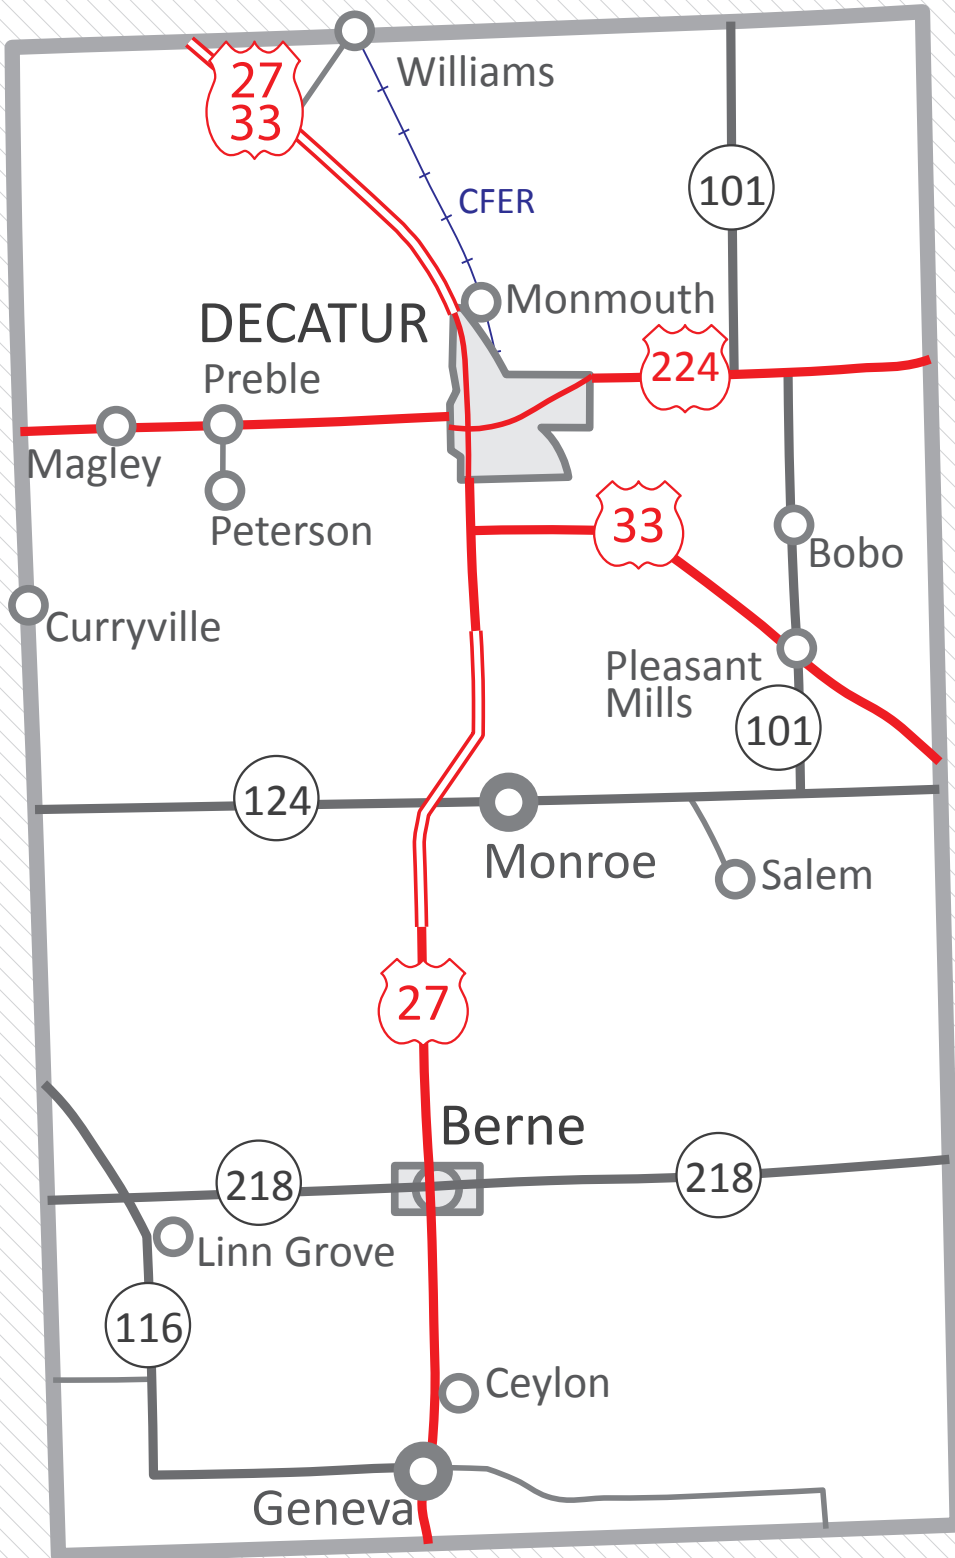 Williams
27
33
101
CFER
Monmouth
DECATUR
224
Preble
Magley
Peterson
33
Bobo
Curryville
Pleasant
Mills
101
124
Monroe
Salem
27
Berne
218
218
Linn Grove
116
Ceylon
Geneva